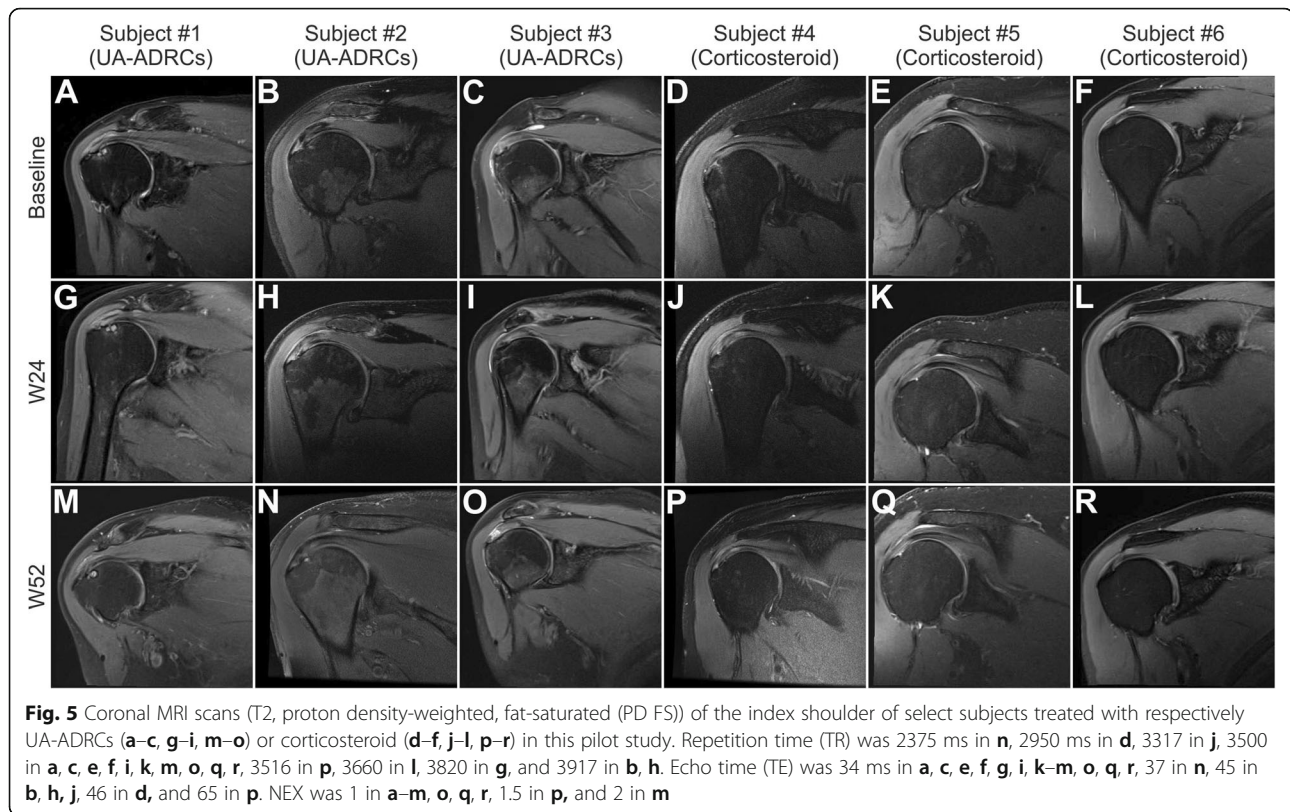 Subject #1 Subject #2 Subject #3 Subject #4 Subject #5 Subject #6
(UA-ADRCs) (UA-ADRCs) (UA-ADRCs) (Corticosteroid) (Corticosteroid) (Corticosteroid)
Baseline
A B C D E F
W24
G H I J K L
W52
M N O P Q R
Fig. 5 Coronal MRI scans (T2, proton density-weighted, fat-saturated (PD FS)) of the index shoulder of select subjects treated with respectively
UA-ADRCs (a–c, g–i, m–o) or corticosteroid (d–f, j–l, p–r) in this pilot study. Repetition time (TR) was 2375 ms in n, 2950 ms in d, 3317 in j, 3500
in a, c, e, f, i, k, m, o, q, r, 3516 in p, 3660 in l, 3820 in g, and 3917 in b, h. Echo time (TE) was 34 ms in a, c, e, f, g, i, k–m, o, q, r, 37 in n, 45 in
b, h, j, 46 in d, and 65 in p. NEX was 1 in a–m, o, q, r, 1.5 in p, and 2 in m